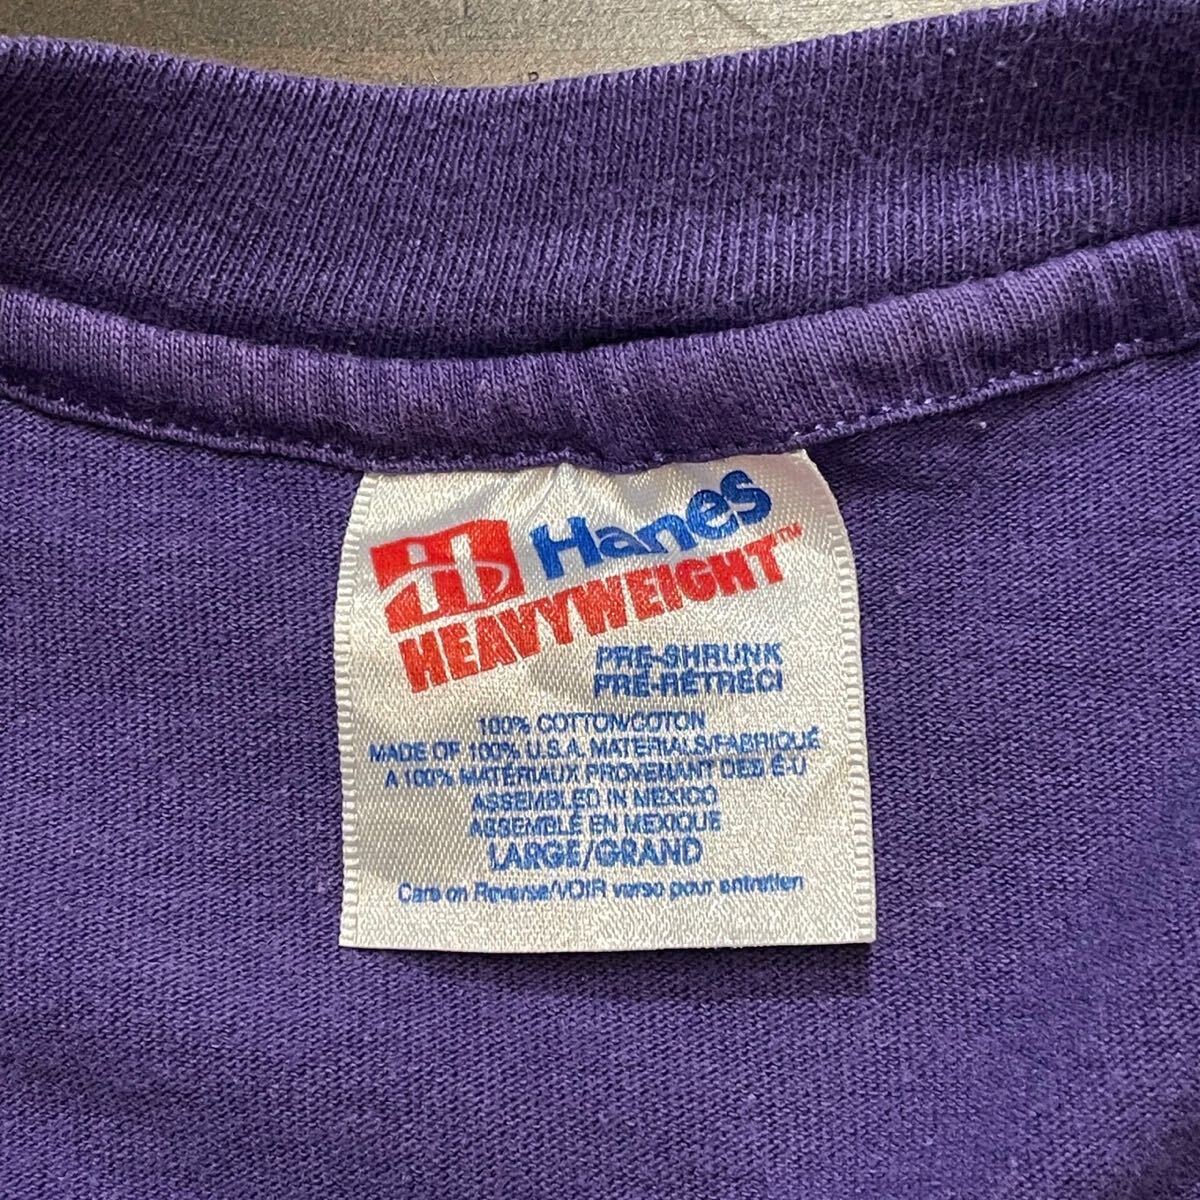 Hanes
HEAVYWEIGHT™
PRE-SHRUNK
PRÉ-RÉTRÉCI
100% COTTON/COTON
MADE OF 100% U.S.A. MATERIALS/FABRIQUÉ
A 100% MATÉRIAUX PROVENANT DES É-U
ASSEMBLED IN MEXICO
ASSEMBLÉ EN MEXIQUE
LARGE/GRAND
Care on Reverse/VOIR verso pour entretien